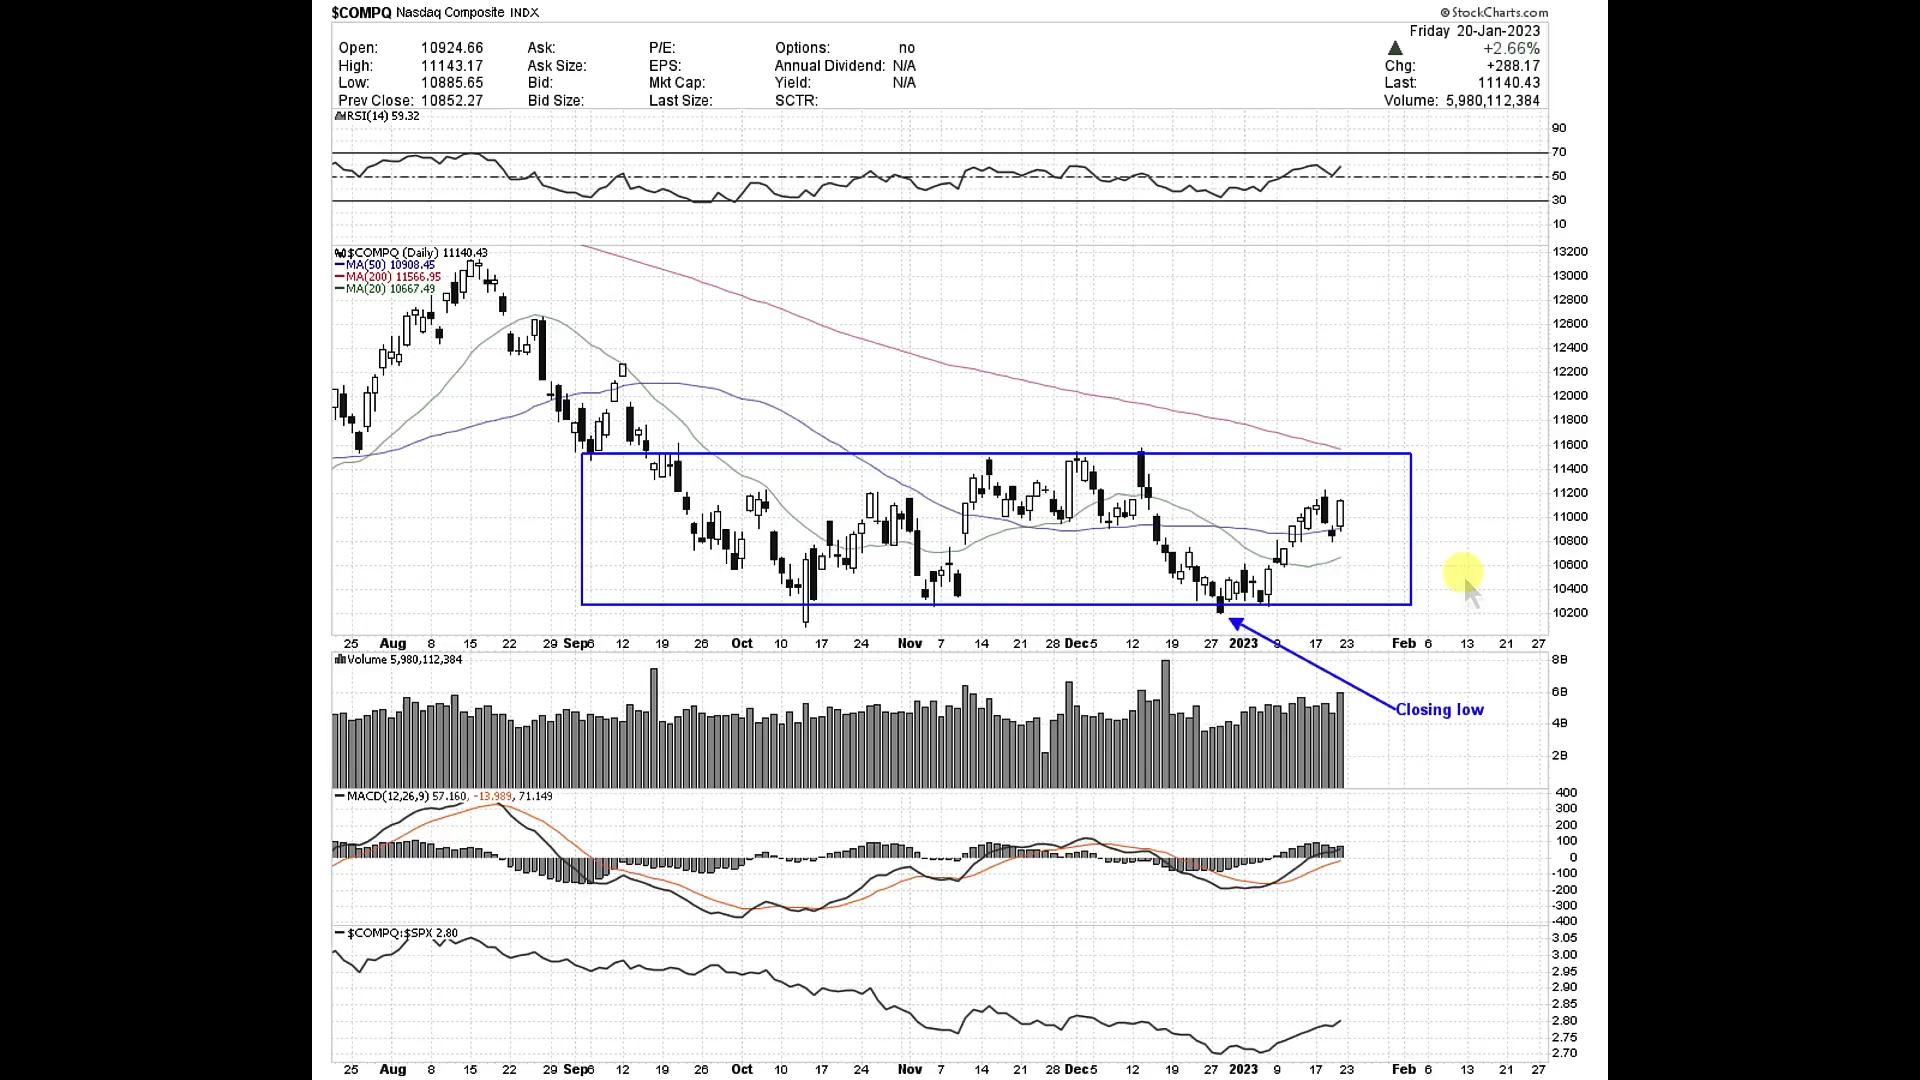 $COMPQ Nasdaq Composite INDX
© StockCharts.com
Friday 20-Jan-2023
Open: 10924.66 Ask: P/E: Options: no
+2.66%
High: 11143.17 Ask Size: EPS: Annual Dividend: N/A
Chg: +288.17
Low: 10885.65 Bid: Mkt Cap: Yield: N/A
Last: 11140.43
Prev Close: 10852.27 Bid Size: Last Size: SCTR:
Volume: 5,980,112,384
RSI(14) 59.32
90
70
50
30
10
$COMPQ (Daily) 11140.43
MA(50) 10908.45
MA(200) 11566.95
MA(20) 10667.49
13200
13000
12800
12600
12400
12200
12000
11800
11600
11400
11200
11000
10800
10600
10400
10200
25 Aug 8 15 22 29 Sep 6 12 19 26 Oct 10 17 24 Nov 7 14 21 28 Dec 5 12 19 27 2023 9 17 23 Feb 6 13 21 27
Volume 5,980,112,384
8B
6B
4B
2B
Closing low
MACD(12,26,9) 57.160, -13.989, 71.149
400
300
200
100
0
-100
-200
-300
-400
$COMPQ:$SPX 2.80
3.05
3.00
2.95
2.90
2.85
2.80
2.75
2.70
25 Aug 8 15 22 29 Sep 6 12 19 26 Oct 10 17 24 Nov 7 14 21 28 Dec 5 12 19 27 2023 9 17 23 Feb 6 13 21 27